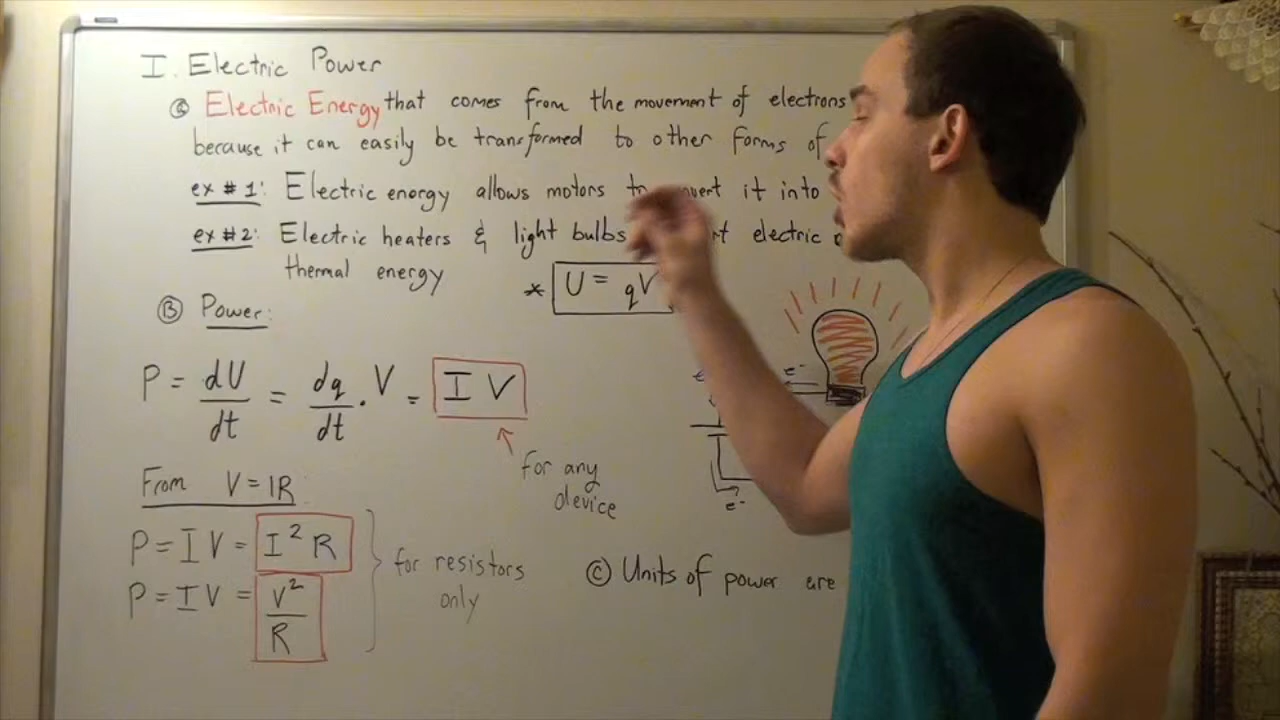 I. Electric Power
Ⓐ Electric Energy that comes from the movement of electrons
because it can easily be transformed to other forms of
ex #1: Electric energy allows motors to it into
ex #2: Electric heaters & light bulbs electric
thermal energy
* U = qV
Ⓑ Power:
P = dU/dt = dq/dt · V = I V
for any
device
From V = IR
P = I V = I² R
P = I V = V²/R
for resistors
only
e⁻
e⁻
Ⓒ Units of power are